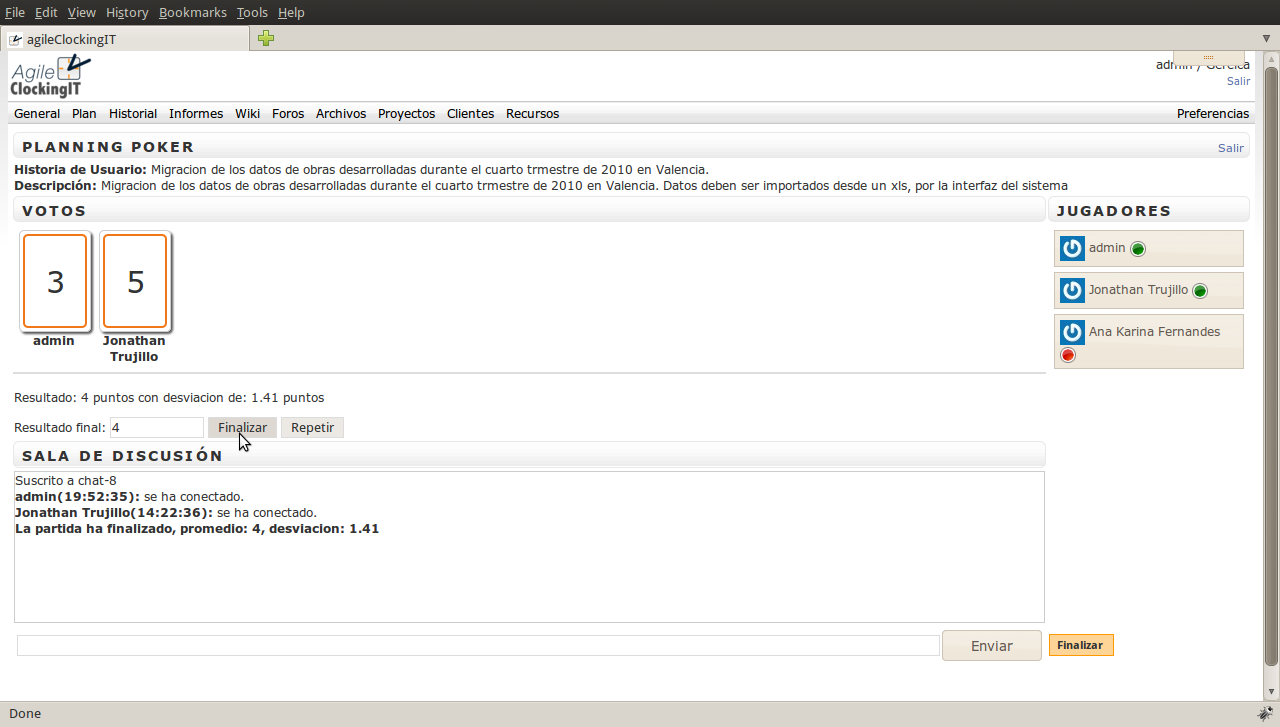 File Edit View History Bookmarks Tools Help
agileClockingIT
Agile
ClockingIT
admin / Gereica
Salir
General Plan Historial Informes Wiki Foros Archivos Proyectos Clientes Recursos Preferencias
PLANNING POKER
Salir
Historia de Usuario: Migracion de los datos de obras desarrolladas durante el cuarto trmestre de 2010 en Valencia.
Descripción: Migracion de los datos de obras desarrolladas durante el cuarto trmestre de 2010 en Valencia. Datos deben ser importados desde un xls, por la interfaz del sistema
VOTOS
JUGADORES
3 5
admin Jonathan
Trujillo
admin
Jonathan Trujillo
Ana Karina Fernandes
Resultado: 4 puntos con desviacion de: 1.41 puntos
Resultado final: 4 Finalizar Repetir
SALA DE DISCUSIÓN
Suscrito a chat-8
admin(19:52:35): se ha conectado.
Jonathan Trujillo(14:22:36): se ha conectado.
La partida ha finalizado, promedio: 4, desviacion: 1.41
Enviar Finalizar
Done